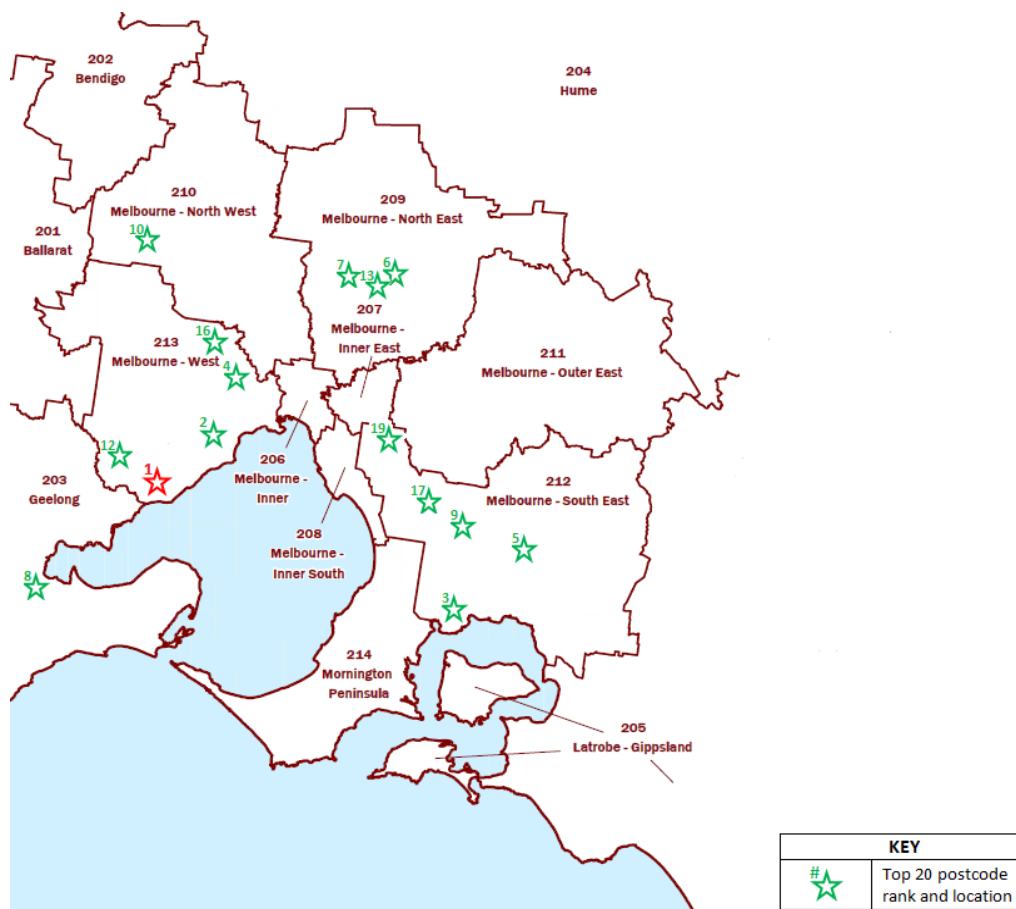 202
Bendigo
204
Hume
210
Melbourne - North West
209
Melbourne - North East
201
Ballarat
10
7
13
6
207
Melbourne -
Inner East
16
213
Melbourne - West
4
211
Melbourne - Outer East
2
12
19
203
Geelong
1
206
Melbourne -
Inner
212
Melbourne - South East
17
9
208
Melbourne -
Inner South
5
8
3
214
Mornington
Peninsula
205
Latrobe - Gippsland
KEY
#
Top 20 postcode
rank and location